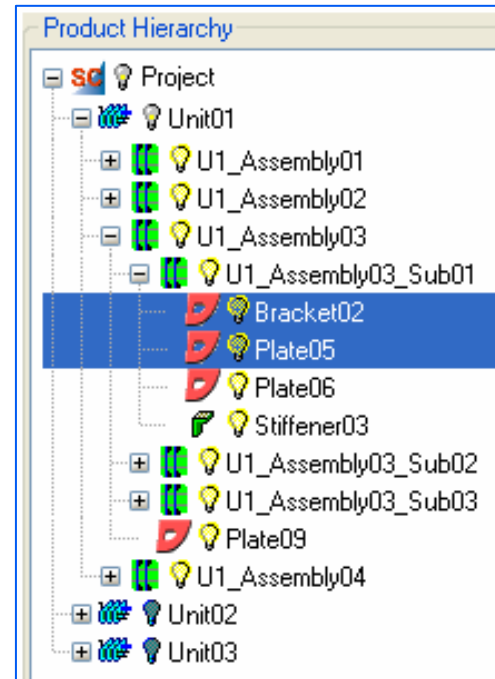 Product Hierarchy
SC Project
Unit01
U1_Assembly01
U1_Assembly02
U1_Assembly03
U1_Assembly03_Sub01
Bracket02
Plate05
Plate06
Stiffener03
U1_Assembly03_Sub02
U1_Assembly03_Sub03
Plate09
U1_Assembly04
Unit02
Unit03